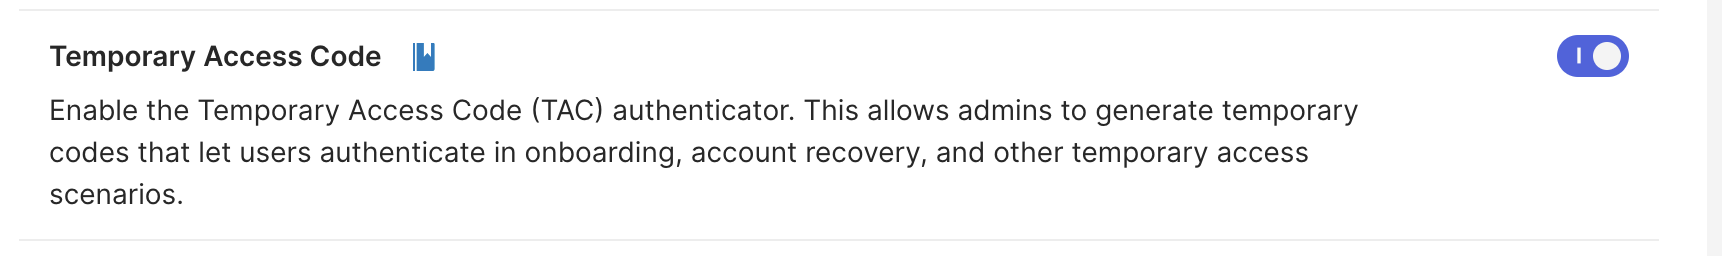 Temporary Access Code
Enable the Temporary Access Code (TAC) authenticator. This allows admins to generate temporary
codes that let users authenticate in onboarding, account recovery, and other temporary access
scenarios.